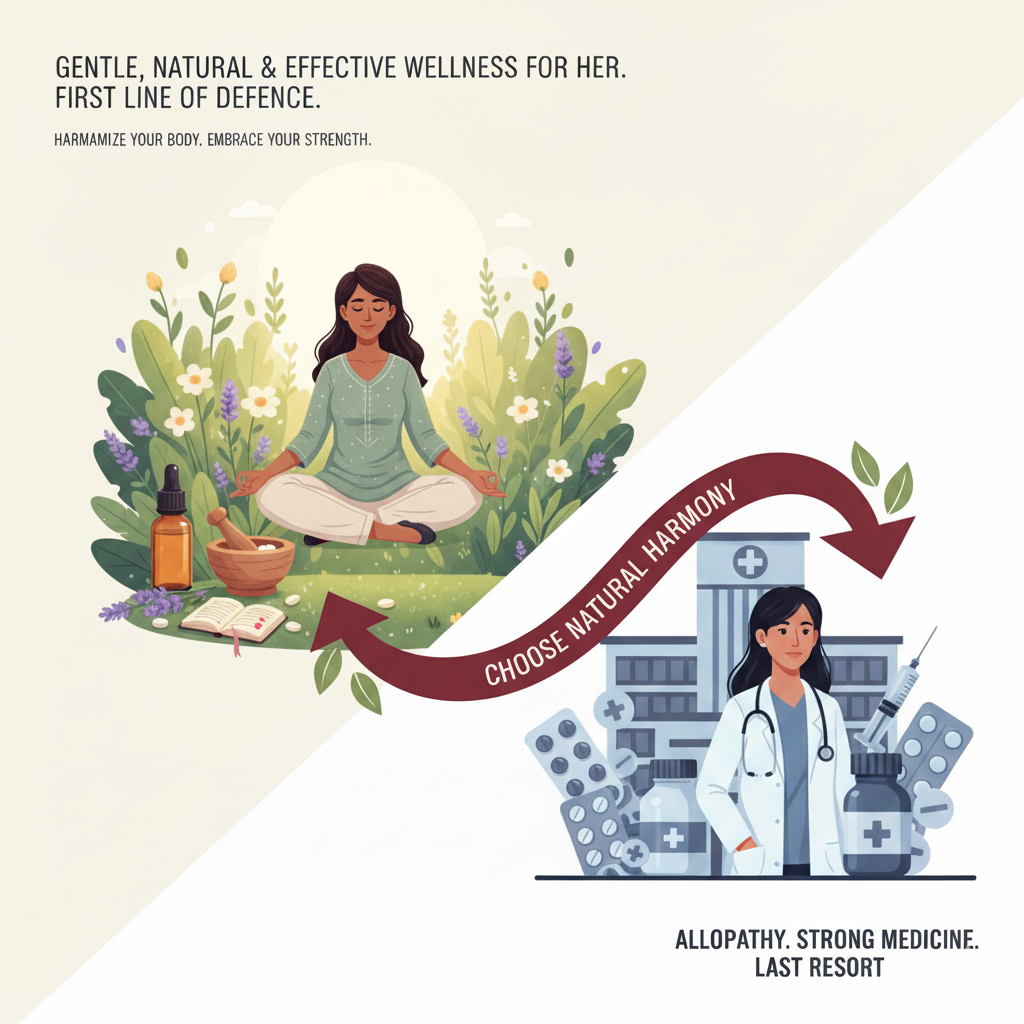 GENTLE, NATURAL & EFFECTIVE WELLNESS FOR HER.
FIRST LINE OF DEFENCE.
HARMAMIZE YOUR BODY. EMBRACE YOUR STRENGTH.
CHOOSE NATURAL HARMONY
ALLOPATHY. STRONG MEDICINE..
LAST RESORT